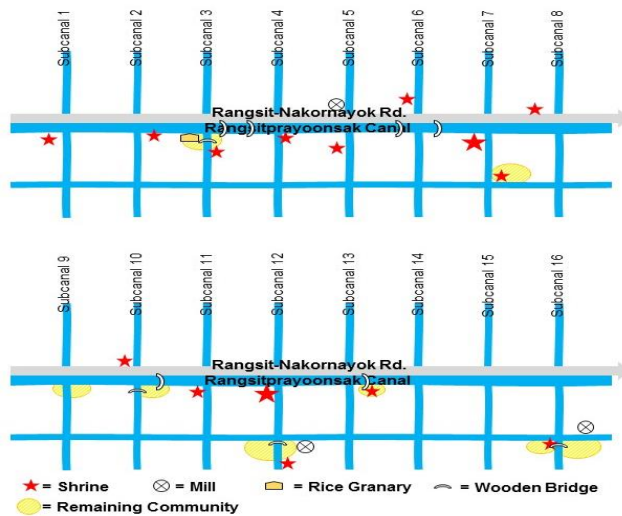 Subcanal 1
Subcanal 2
Subcanal 3
Subcanal 4
Subcanal 5
Subcanal 6
Subcanal 7
Subcanal 8
Rangsit-Nakornayok Rd.
Rangsitprayoonsak Canal
Subcanal 9
Subcanal 10
Subcanal 11
Subcanal 12
Subcanal 13
Subcanal 14
Subcanal 15
Subcanal 16
Rangsit-Nakornayok Rd.
Rangsitprayoonsak Canal
= Shrine = Mill = Rice Granary = Wooden Bridge
= Remaining Community